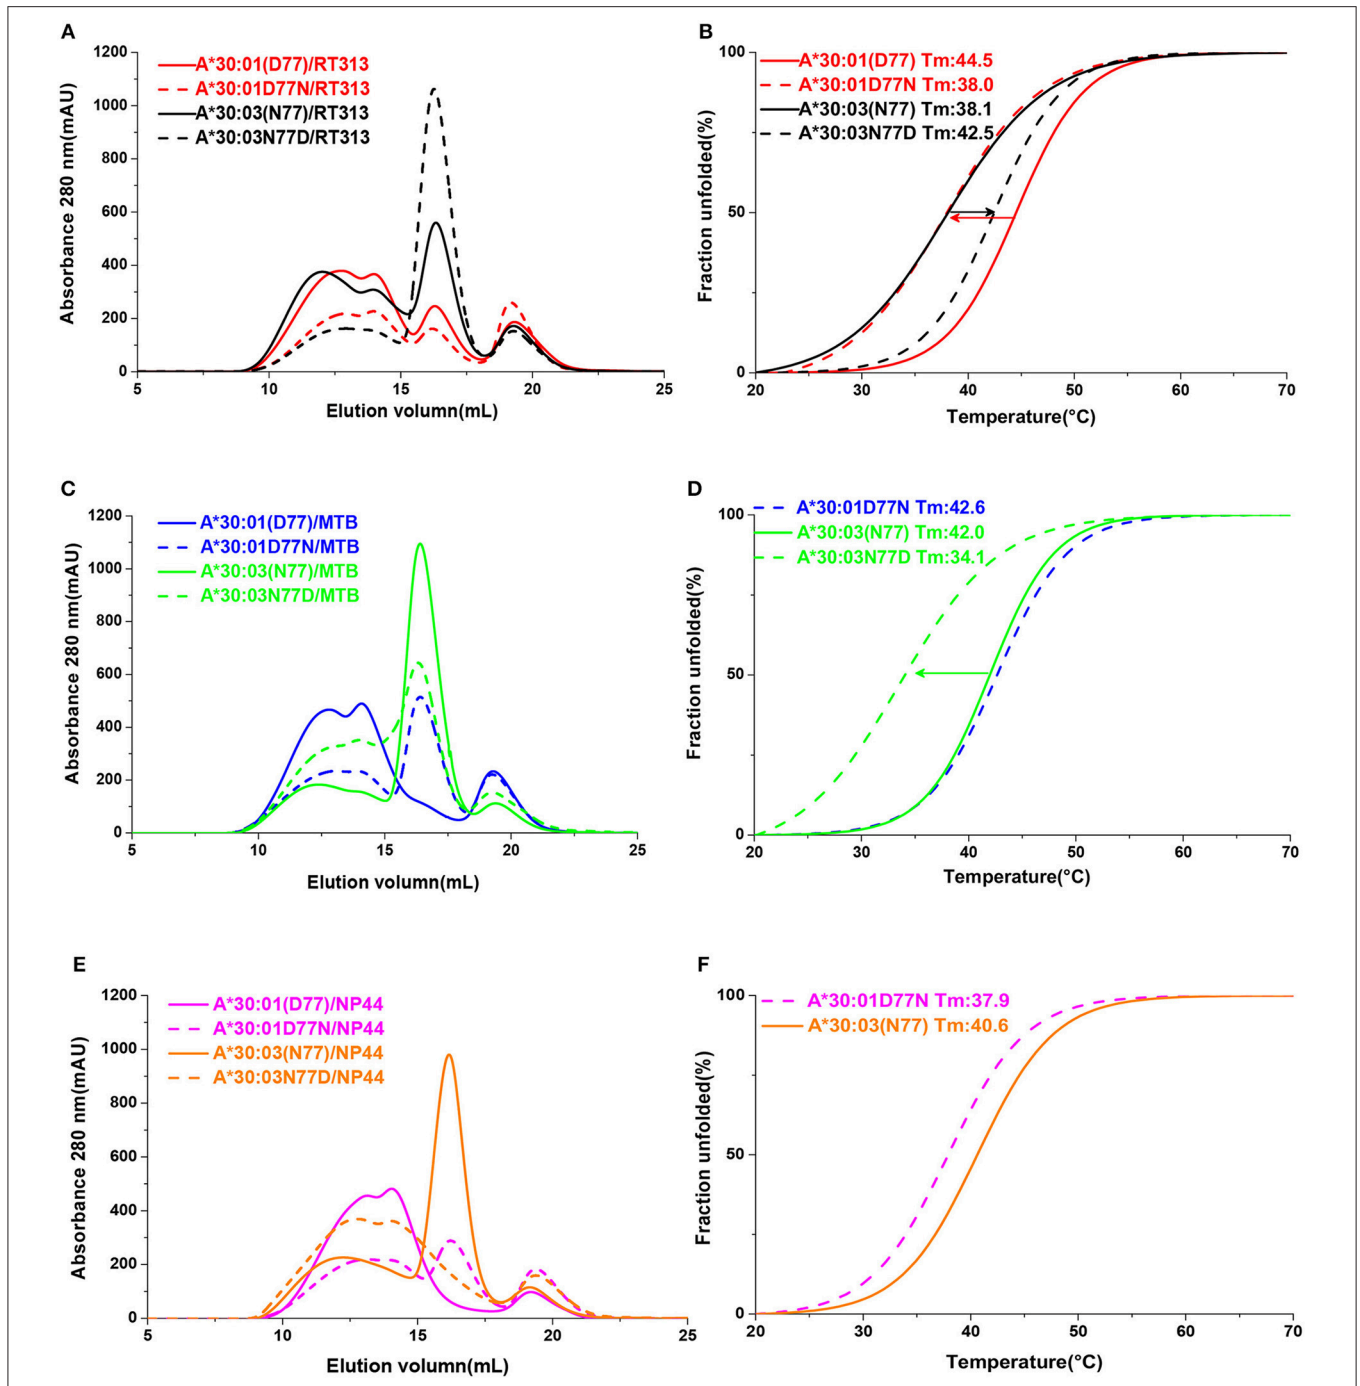 A
1200
1000
800
600
400
200
0
5
10
15
20
25
Absorbance 280 nm(mAU)
Elution volumn(mL)
A*30:01(D77)/RT313
A*30:01D77N/RT313
A*30:03(N77)/RT313
A*30:03N77D/RT313
B
100
50
0
20
30
40
50
60
70
Fraction unfolded(%)
Temperature(°C)
A*30:01(D77) Tm:44.5
A*30:01D77N Tm:38.0
A*30:03(N77) Tm:38.1
A*30:03N77D Tm:42.5
C
1200
1000
800
600
400
200
0
5
10
15
20
25
Absorbance 280 nm(mAU)
Elution volumn(mL)
A*30:01(D77)/MTB
A*30:01D77N/MTB
A*30:03(N77)/MTB
A*30:03N77D/MTB
D
100
50
0
20
30
40
50
60
70
Fraction unfolded(%)
Temperature(°C)
A*30:01D77N Tm:42.6
A*30:03(N77) Tm:42.0
A*30:03N77D Tm:34.1
E
1200
1000
800
600
400
200
0
5
10
15
20
25
Absorbance 280 nm(mAU)
Elution volumn(mL)
A*30:01(D77)/NP44
A*30:01D77N/NP44
A*30:03(N77)/NP44
A*30:03N77D/NP44
F
100
50
0
20
30
40
50
60
70
Fraction unfolded(%)
Temperature(°C)
A*30:01D77N Tm:37.9
A*30:03(N77) Tm:40.6